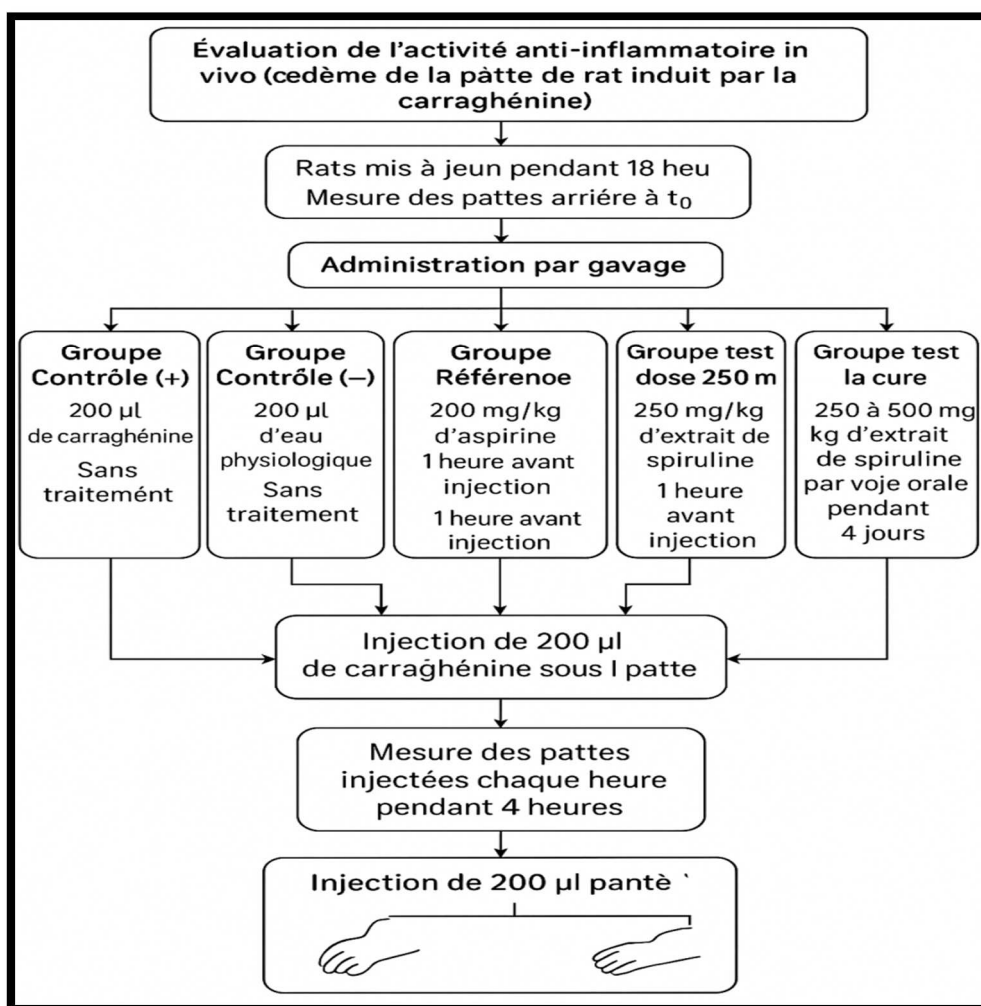 Évaluation de l'activité anti-inflammatoire in
vivo (cedème de la pàtte de rat induit par la
carraghénine)
Rats mis à jeun pendant 18 heu
Mesure des pattes arriére à t₀
Administration par gavage
Groupe
Contrôle (+)
200 µl
de carraghénine
Sans
traitemént
Groupe
Contrôle (—)
200 µl
d'eau
physiologique
Sans
traitement
Groupe
Référenoe
200 mg/kg
d'aspirine
1 heure avant
injection
1 heure avant
injection
Groupe test
dose 250 m
250 mg/kg
d'extrait de
spiruline
1 heure
avant
injection
Groupe test
la cure
250 à 500 mg
kg d'extrait
de spiruline
par voje orale
pendant
4 jours
Injection de 200 µl
de carraghénine sous l patte
Mesure des pattes
injectées chaque heure
pendant 4 heures
Injection de 200 µl pantè `